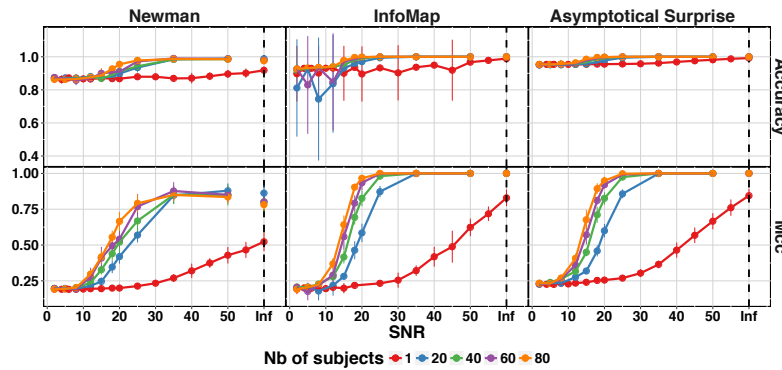 Newman InfoMap Asymptotical Surprise
1.0
0.8
0.6
0.4
Accuracy
1.00
0.75
0.50
0.25
Mcc
0 10 20 30 40 50 Inf 0 10 20 30 40 50 Inf 0 10 20 30 40 50 Inf
SNR
Nb of subjects 1 20 40 60 80